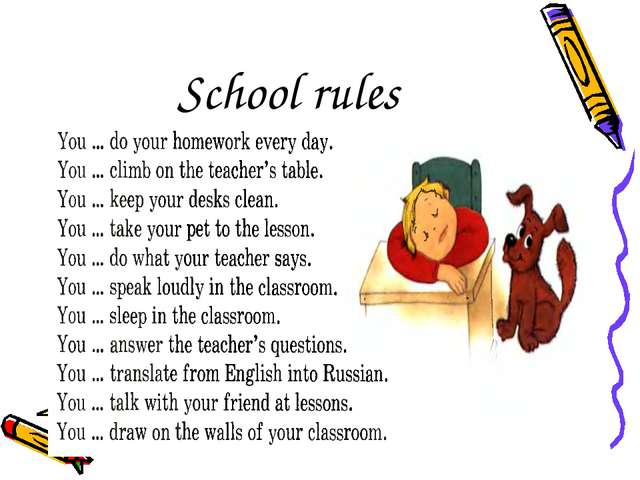 School rules
You ... do your homework every day.
You ... climb on the teacher's table.
You ... keep your desks clean.
You ... take your pet to the lesson.
You ... do what your teacher says.
You ... speak loudly in the classroom.
You ... sleep in the classroom.
You ... answer the teacher's questions.
You ... translate from English into Russian.
You ... talk with your friend at lessons.
You ... draw on the walls of your classroom.